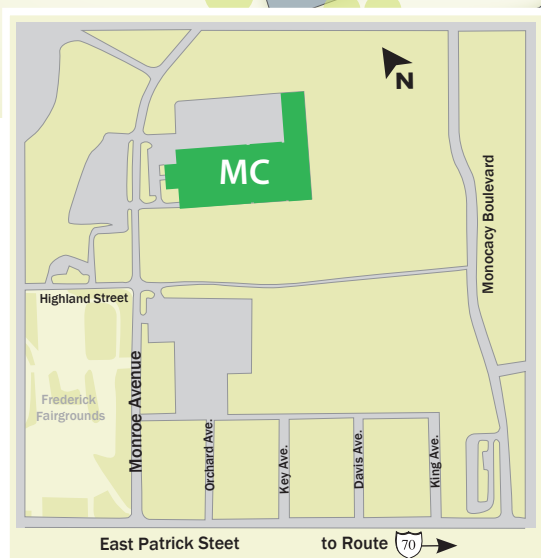 N
MC
Monocacy Boulevard
Highland Street
Monroe Avenue
Frederick
Fairgrounds
Orchard Ave.
Key Ave.
Davis Ave.
King Ave.
East Patrick Steet
to Route 70